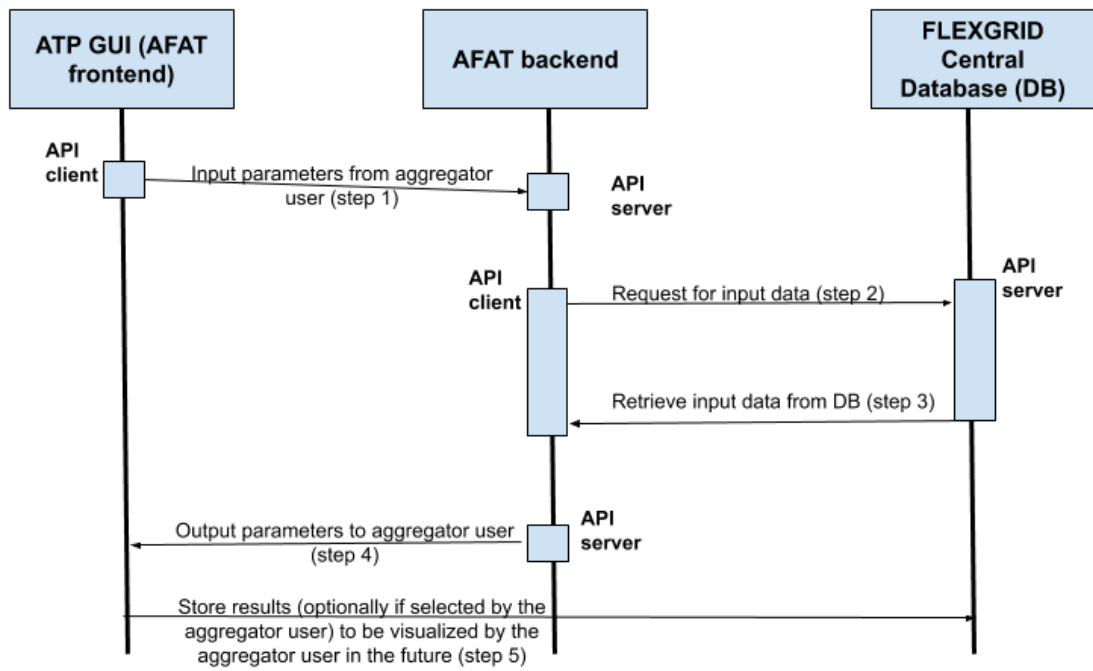 ATP GUI (AFAT
frontend)
AFAT backend
FLEXGRID
Central
Database (DB)
API
client
Input parameters from aggregator
user (step 1)
API
server
API
client
Request for input data (step 2)
API
server
Retrieve input data from DB (step 3)
Output parameters to aggregator user
(step 4)
API
server
Store results (optionally if selected by the
aggregator user) to be visualized by the
aggregator user in the future (step 5)